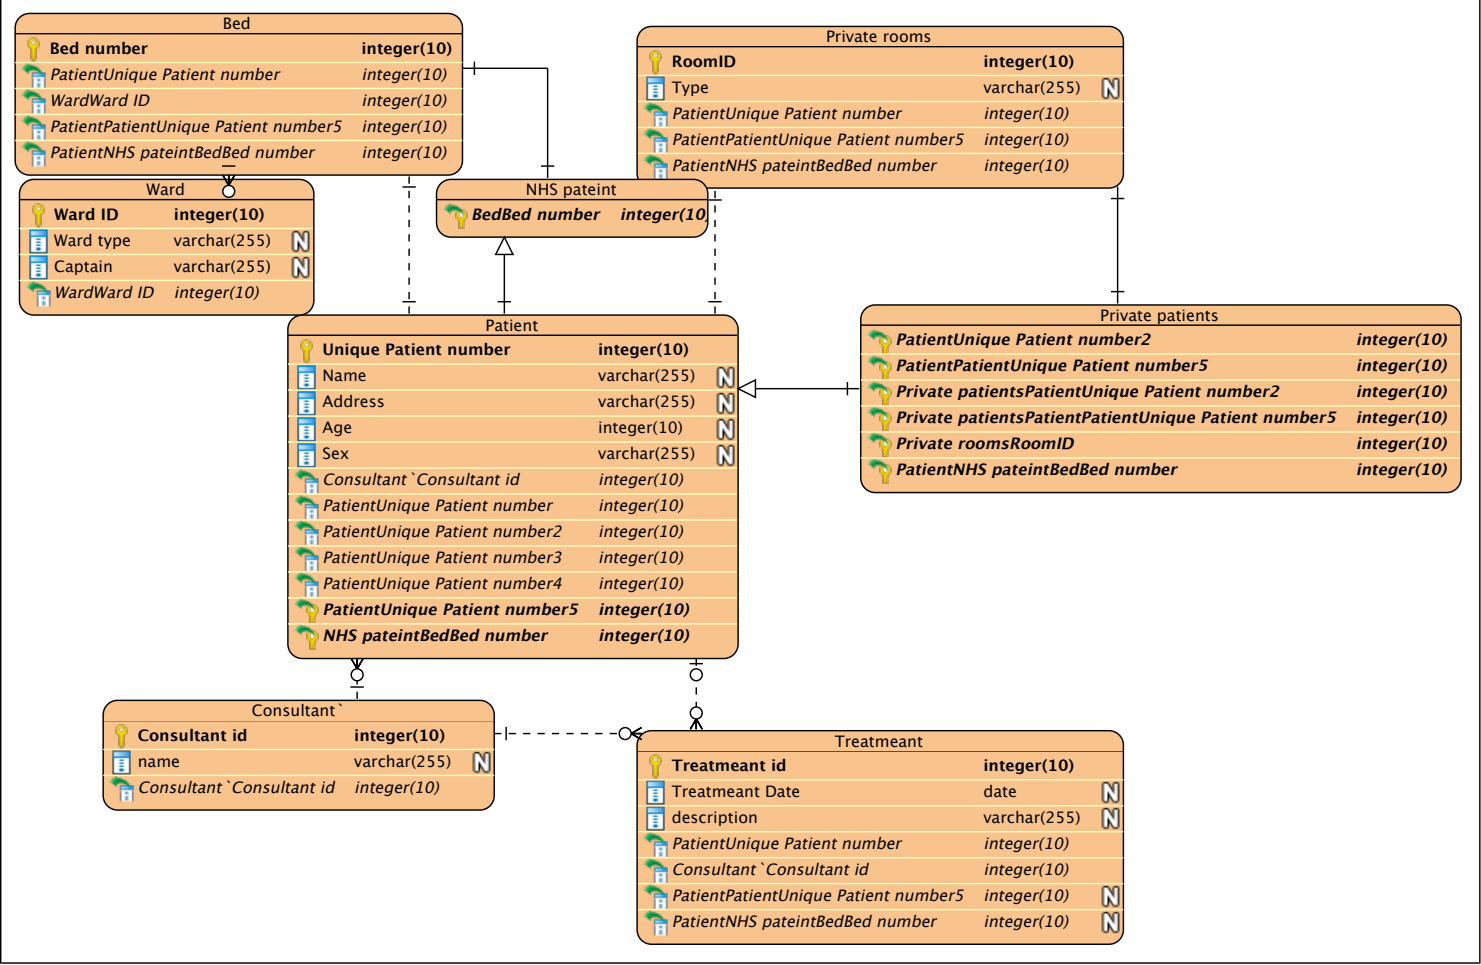 Bed
Bed number integer(10)
PatientUnique Patient number integer(10)
WardWard ID integer(10)
PatientPatientUnique Patient number5 integer(10)
PatientNHS pateintBedBed number integer(10)
Private rooms
RoomID integer(10)
Type varchar(255) N
PatientUnique Patient number integer(10)
PatientPatientUnique Patient number5 integer(10)
PatientNHS pateintBedBed number integer(10)
Ward
Ward ID integer(10)
Ward type varchar(255) N
Captain varchar(255) N
WardWard ID integer(10)
NHS pateint
BedBed number integer(10)
Patient
Unique Patient number integer(10)
Name varchar(255) N
Address varchar(255) N
Age integer(10) N
Sex varchar(255) N
Consultant`Consultant id integer(10)
PatientUnique Patient number integer(10)
PatientUnique Patient number2 integer(10)
PatientUnique Patient number3 integer(10)
PatientUnique Patient number4 integer(10)
PatientUnique Patient number5 integer(10)
NHS pateintBedBed number integer(10)
Private patients
PatientUnique Patient number2 integer(10)
PatientPatientUnique Patient number5 integer(10)
Private patientsPatientUnique Patient number2 integer(10)
Private patientsPatientPatientUnique Patient number5 integer(10)
Private roomsRoomID integer(10)
PatientNHS pateintBedBed number integer(10)
Consultant`
Consultant id integer(10)
name varchar(255) N
Consultant`Consultant id integer(10)
Treatmeant
Treatmeant id integer(10)
Treatmeant Date date N
description varchar(255) N
PatientUnique Patient number integer(10)
Consultant`Consultant id integer(10)
PatientPatientUnique Patient number5 integer(10) N
PatientNHS pateintBedBed number integer(10) N